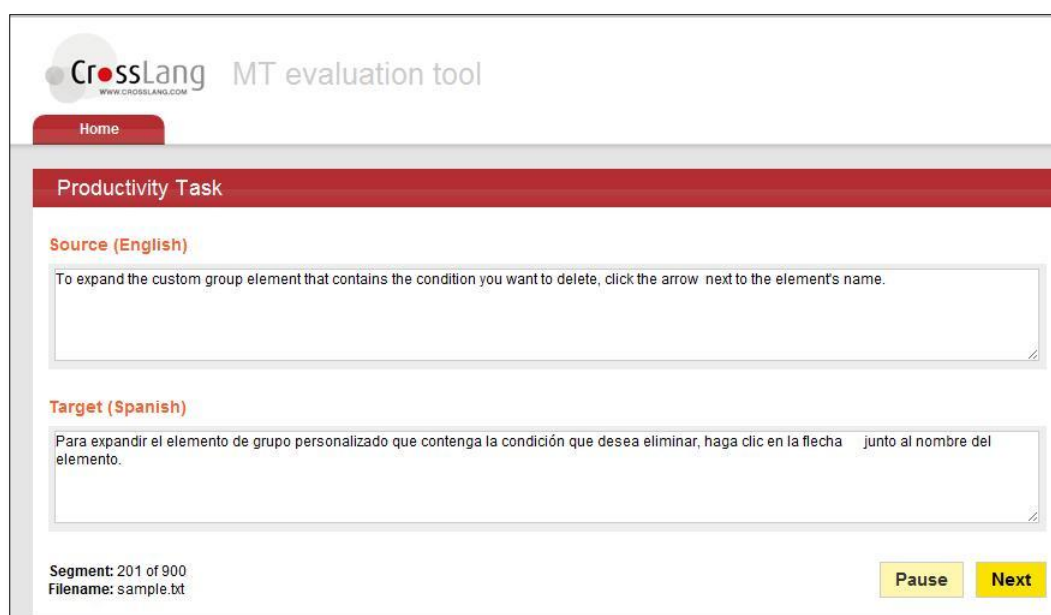 CrossLang MT evaluation tool
WWW.CROSSLANG.COM
Home
Productivity Task
Source (English)
To expand the custom group element that contains the condition you want to delete, click the arrow  next to the element's name.
Target (Spanish)
Para expandir el elemento de grupo personalizado que contenga la condición que desea eliminar, haga clic en la flecha     junto al nombre del
elemento.
Segment: 201 of 900
Filename: sample.txt
Pause Next